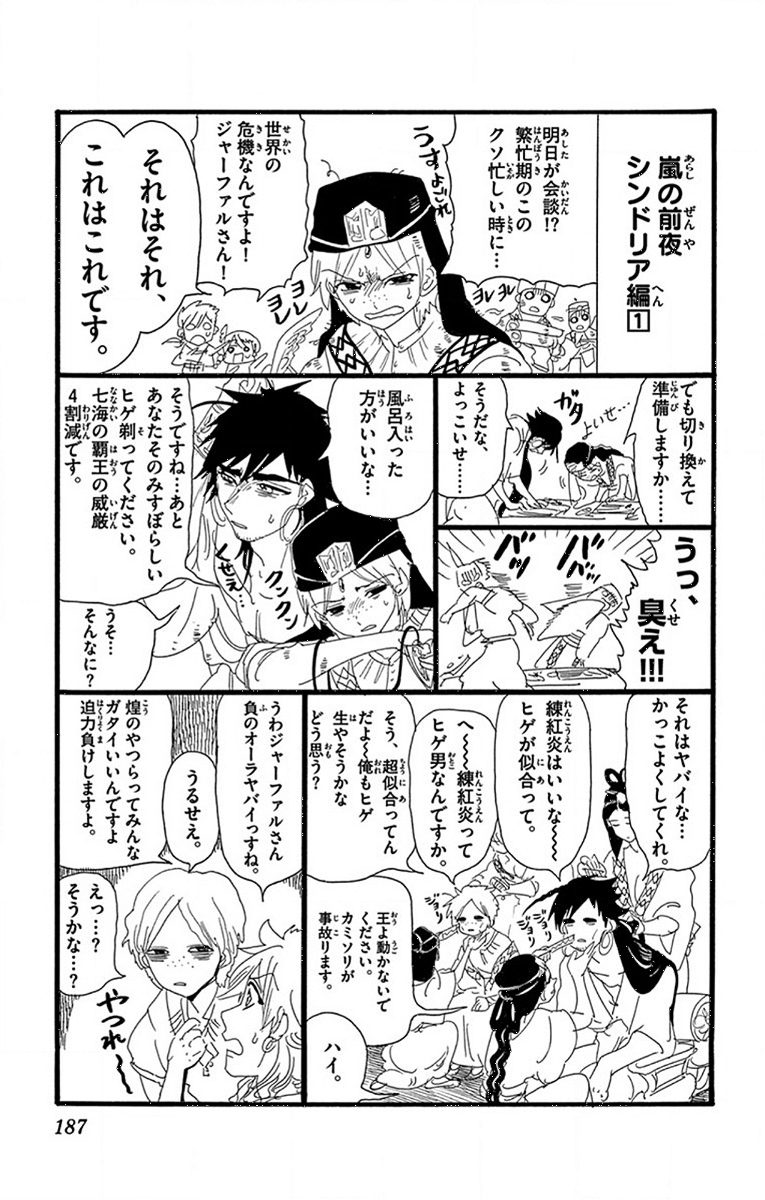 嵐の前夜
シンドリア編1
明日が会談!?
繁忙期のこの
クソ忙しい時に…
うすよごれ
世界の
危機なんですよ！
ジャーファルさん！
それはそれ、
これはこれです。
ヨレ
ヨレ
ヨレ
ヨレ
でも切り換えて
準備しますか……
よいせ…
ガタ
そうだな、
よっこいせ…
うっ、
臭え!!!
バッ
バッ
風呂入った
方がいいな…
そうですね…あと
あなたそのみすぼらしい
ヒゲ剃ってください。
七海の覇王の威厳
4割減です。
くせぇ…
クンクン
うそ…
そんなに？
それはヤバイな…
かっこよくしてくれ。
練紅炎はいいな〜〜
ヒゲが似合って。
へ〜〜〜練紅炎って
ヒゲ男なんですか。
そう、超似合ってん
だよ〜俺もヒゲ
生やそうかな
どう思う？
ジョリ
ジョリ
ジョリ
ジョリ
王よ動かないで
ください。
カミソリが
事故ります。
ハイ。
うわジャーファルさん
負のオーラヤバイっすね。
うるせえ。
煌のやつらってみんな
ガタイいいんですよ
迫力負けしますよ。
えっ…？
そうかな…？
やつれ〜〜
187